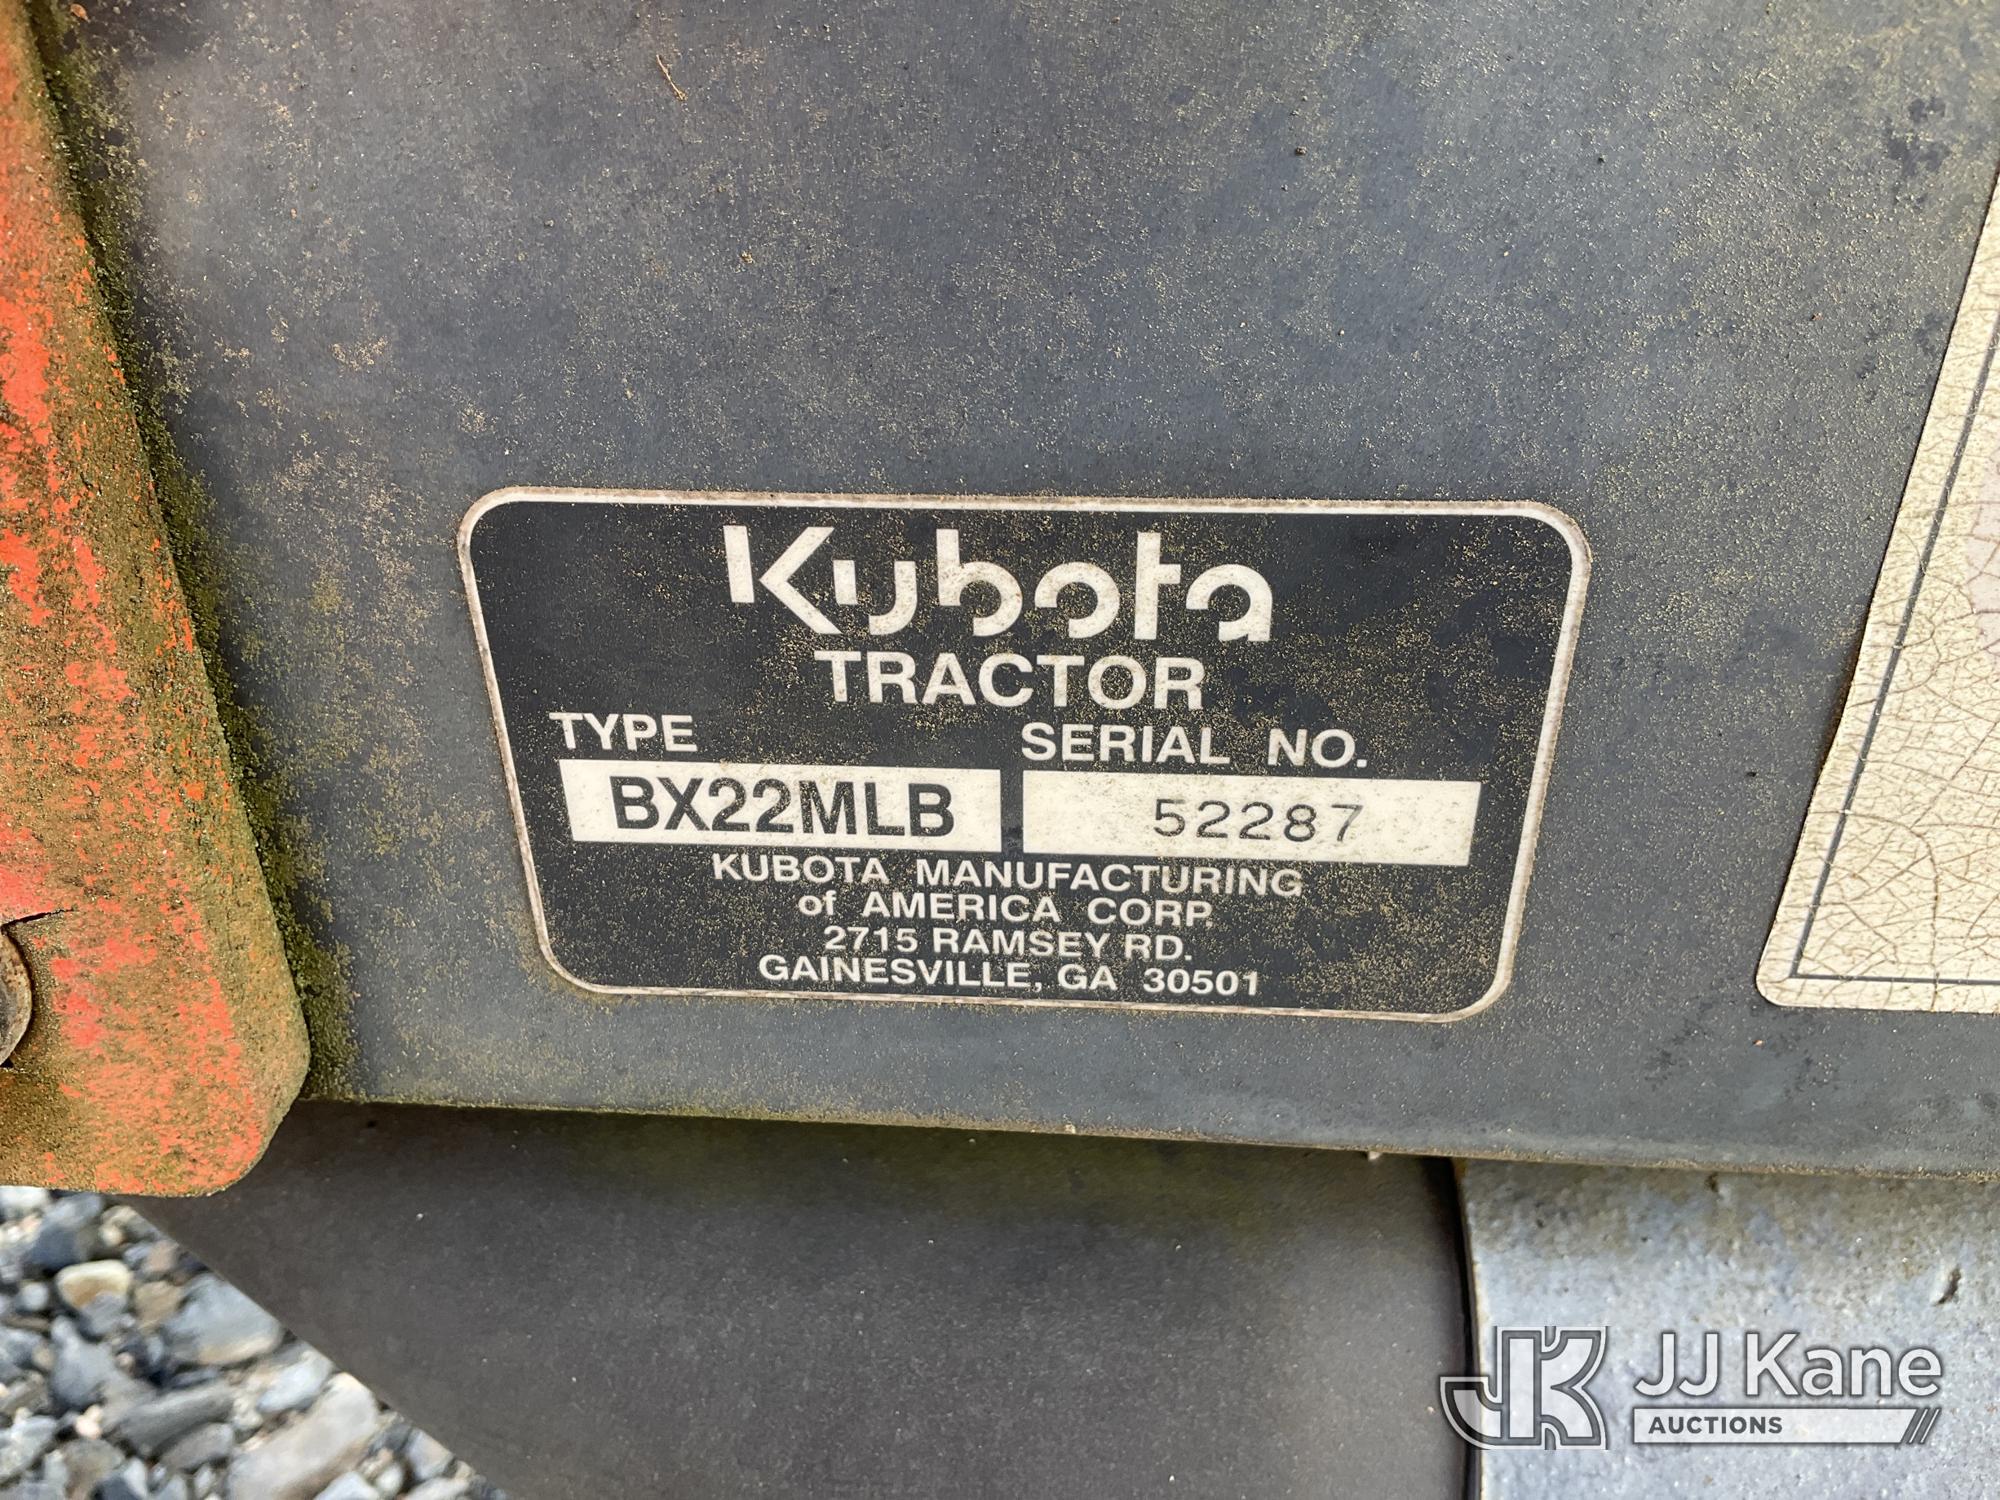 Kubota
TRACTOR
TYPE SERIAL NO.
BX22MLB 52287
KUBOTA MANUFACTURING
of AMERICA CORP.
2715 RAMSEY RD.
GAINESVILLE, GA 30501
JK JJ Kane
AUCTIONS